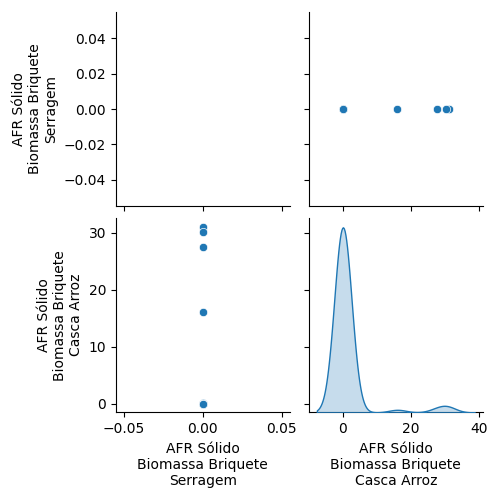 0.04
0.02
0.00
−0.02
−0.04
AFR Sólido
Biomassa Briquete
Serragem
30
20
10
0
AFR Sólido
Biomassa Briquete
Casca Arroz
−0.05
0.00
0.05
AFR Sólido
Biomassa Briquete
Serragem
0
20
40
AFR Sólido
Biomassa Briquete
Casca Arroz